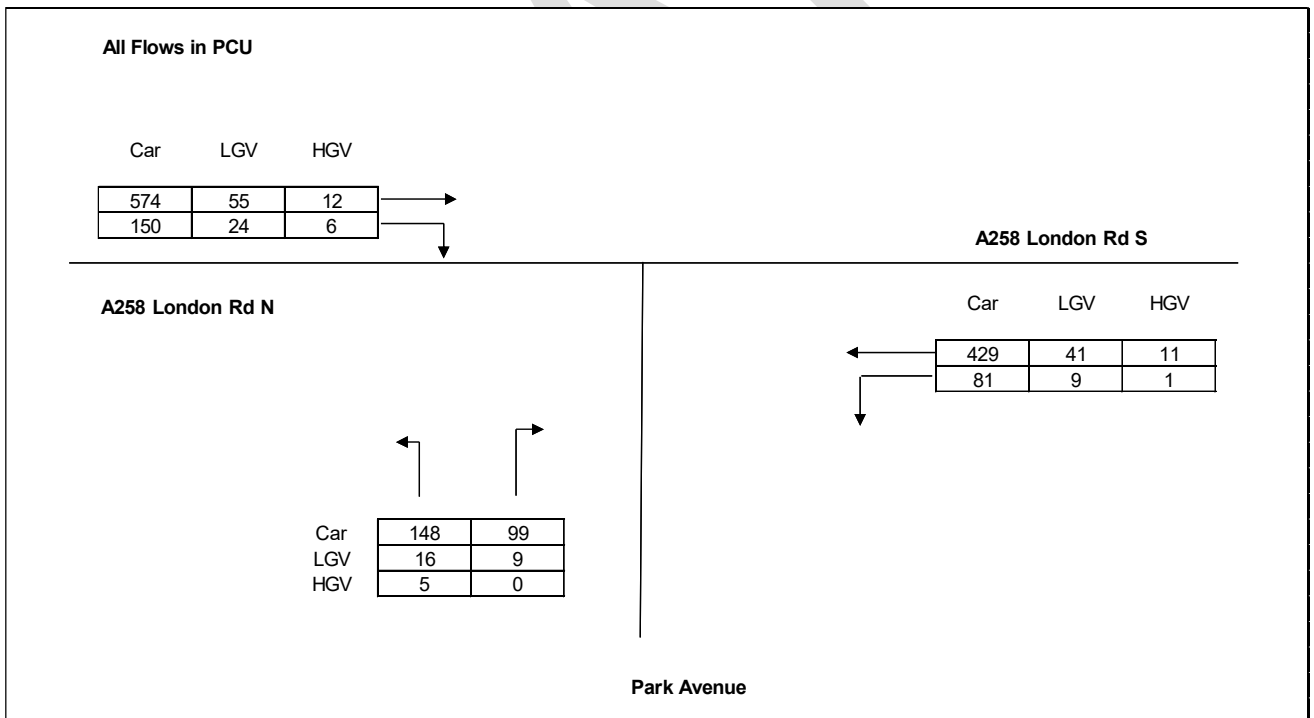 All Flows in PCU
Car LGV HGV
574 55 12
150 24 6
A258 London Rd S
A258 London Rd N
Car LGV HGV
429 41 11
81 9 1
Car 148 99
LGV 16 9
HGV 5 0
Park Avenue